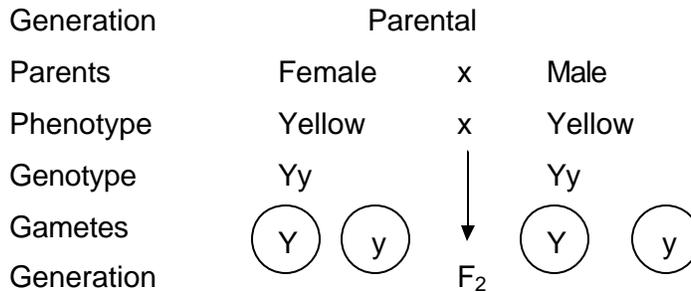 Generation Parental
Parents Female x Male
Phenotype Yellow x Yellow
Genotype Yy Yy
Gametes Y y Y y
Generation F₂